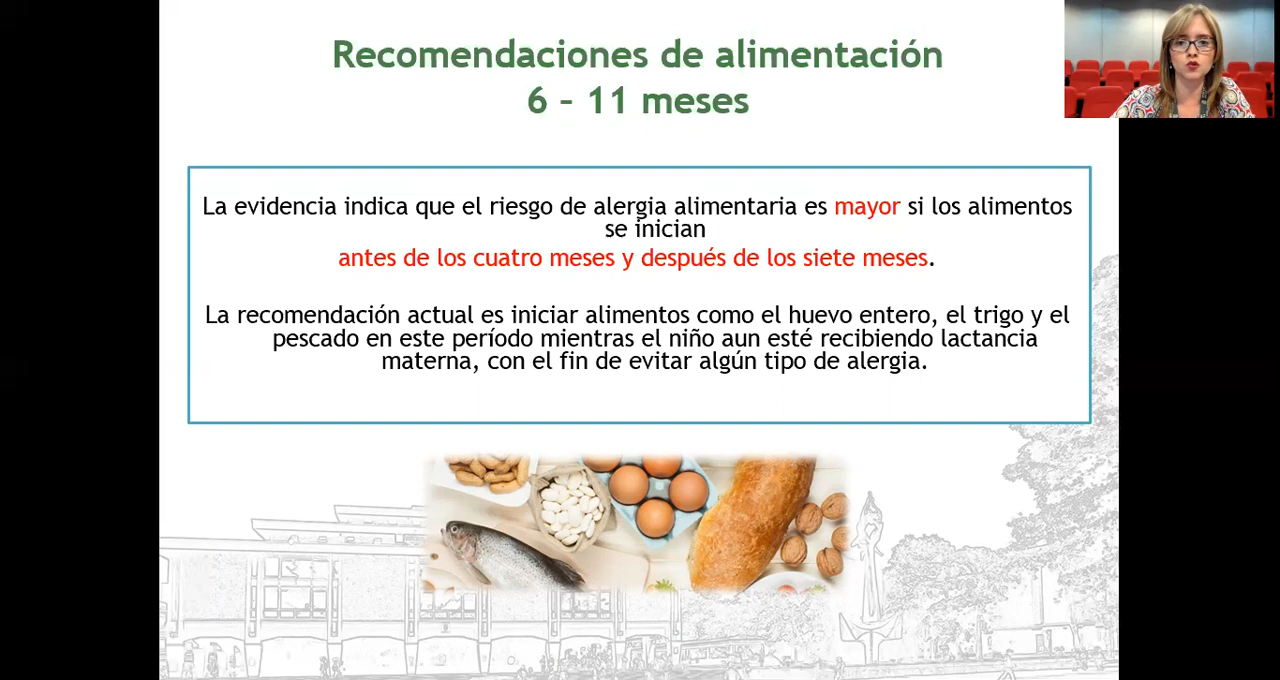 Recomendaciones de alimentación
6 – 11 meses
La evidencia indica que el riesgo de alergia alimentaria es mayor si los alimentos
se inician
antes de los cuatro meses y después de los siete meses.
La recomendación actual es iniciar alimentos como el huevo entero, el trigo y el
pescado en este período mientras el niño aun esté recibiendo lactancia
materna, con el fin de evitar algún tipo de alergia.